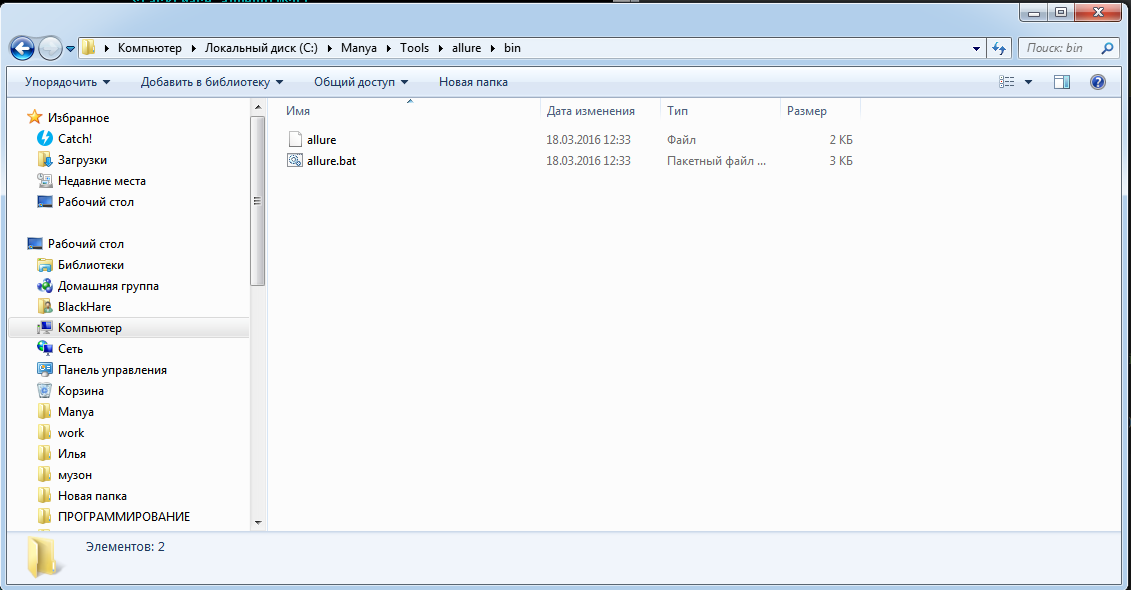 Компьютер Локальный диск (C:) Manya Tools allure bin Поиск: bin
Упорядочить Добавить в библиотеку Общий доступ Новая папка
Имя Дата изменения Тип Размер
allure 18.03.2016 12:33 Файл 2 КБ
allure.bat 18.03.2016 12:33 Пакетный файл ... 3 КБ
Избранное
Catch!
Загрузки
Недавние места
Рабочий стол
Рабочий стол
Библиотеки
Домашняя группа
BlackHare
Компьютер
Сеть
Панель управления
Корзина
Manya
work
Илья
музон
Новая папка
ПРОГРАММИРОВАНИЕ
Элементов: 2